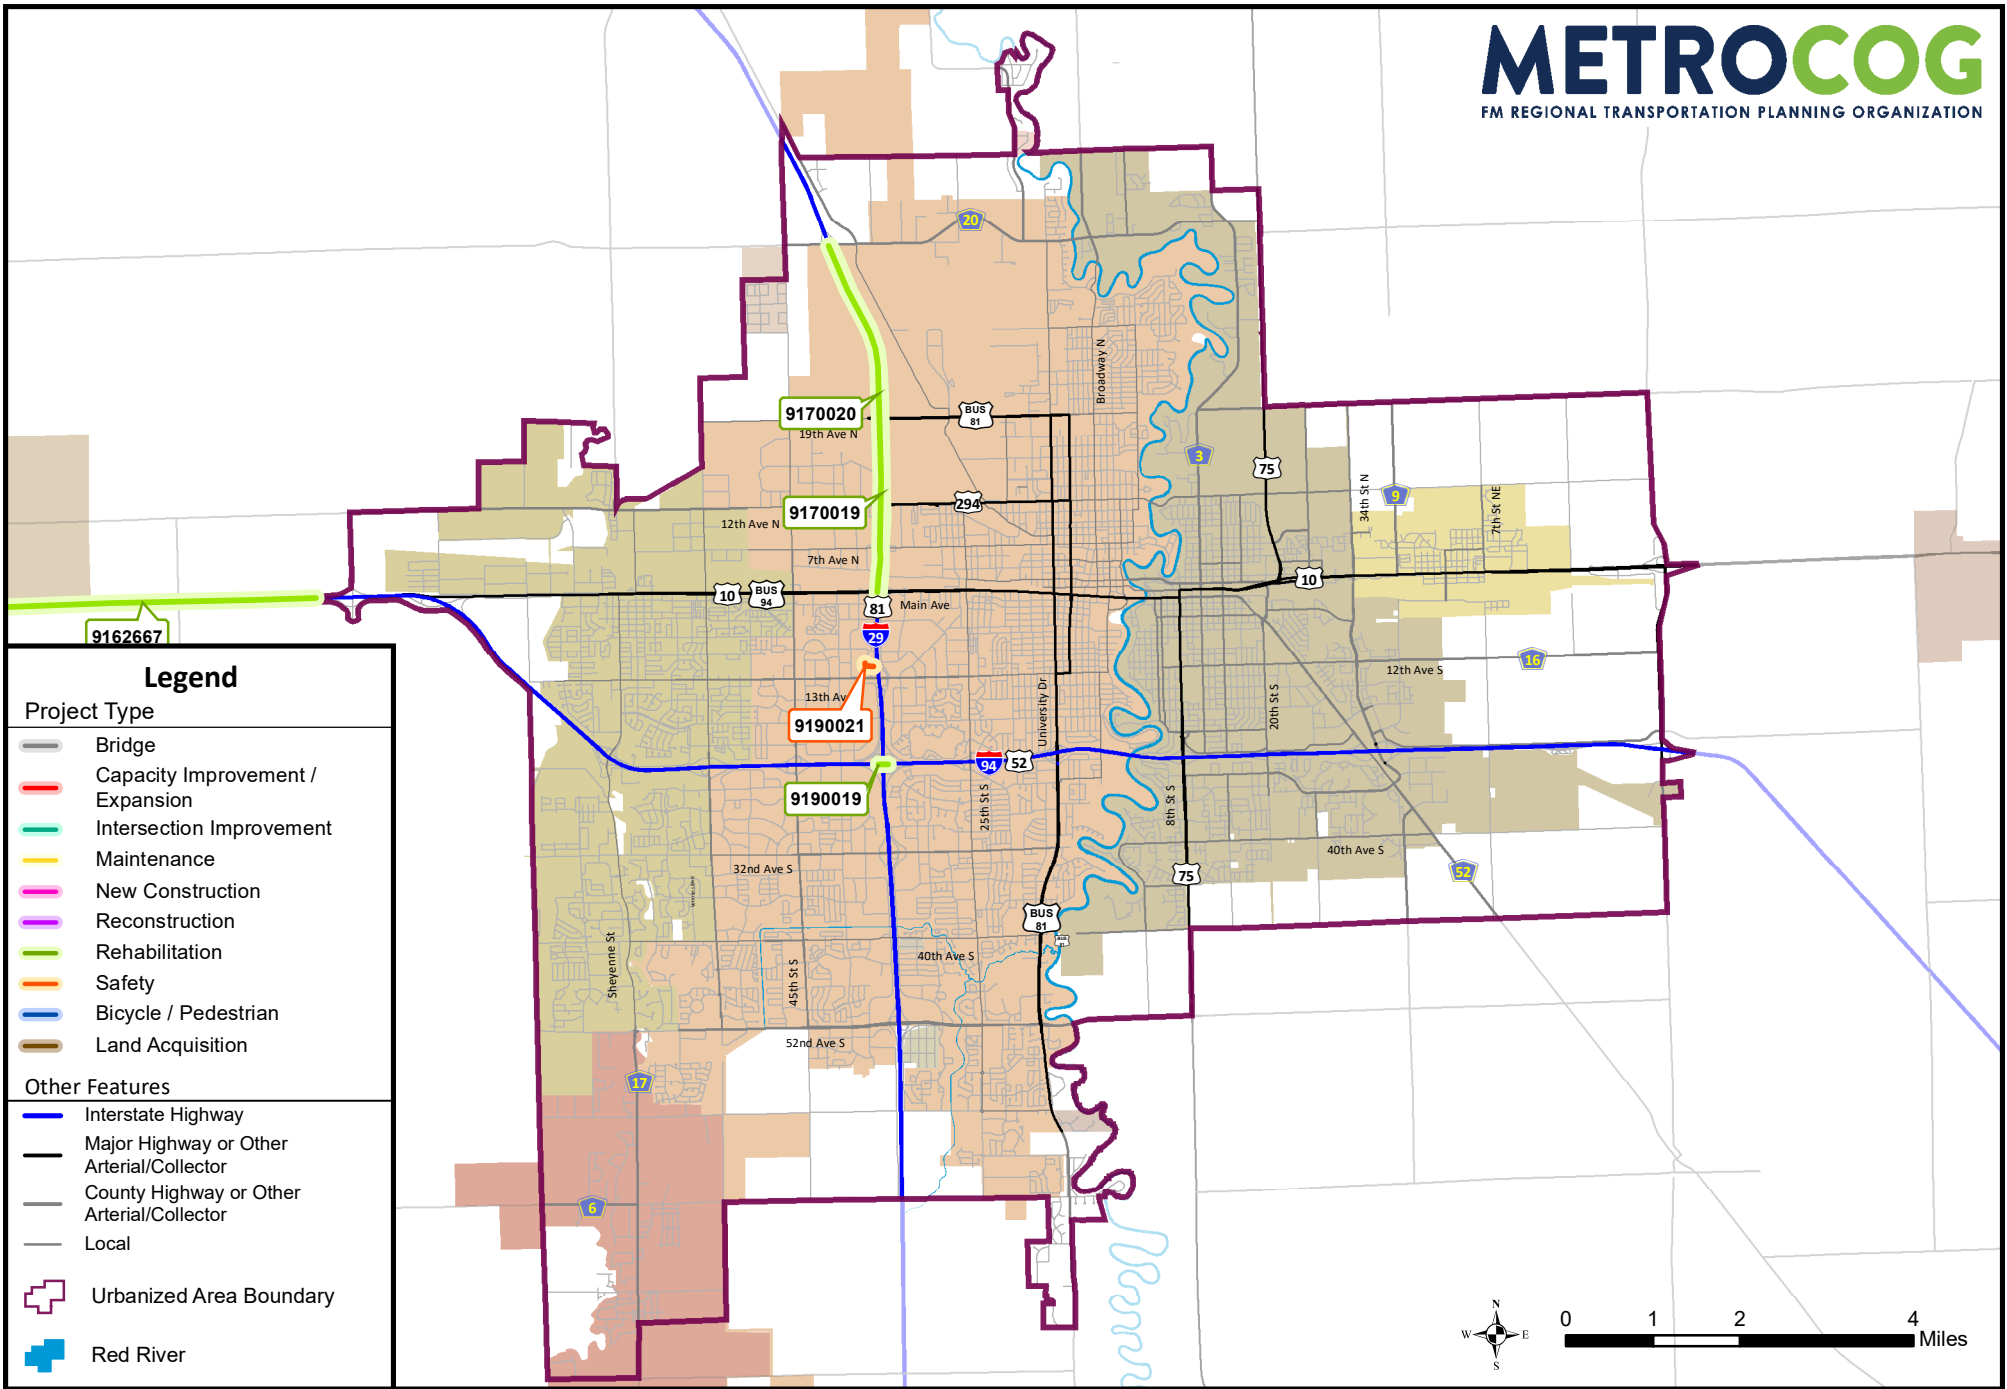 METROCOG
FM REGIONAL TRANSPORTATION PLANNING ORGANIZATION
20
Broadway N
9170020
BUS
81
19th Ave N
3
75
34th St N
9
7th St NE
9170019
294
12th Ave N
7th Ave N
10
BUS
94
81
Main Ave
10
9162667
29
16
12th Ave S
13th Av
9190021
University Dr
20th St S
94
52
9190019
25th St S
8th St S
32nd Ave S
40th Ave S
75
52
BUS
81
Sheyenne St
45th St S
40th Ave S
52nd Ave S
17
6
Legend
Project Type
Bridge
Capacity Improvement /
Expansion
Intersection Improvement
Maintenance
New Construction
Reconstruction
Rehabilitation
Safety
Bicycle / Pedestrian
Land Acquisition
Other Features
Interstate Highway
Major Highway or Other
Arterial/Collector
County Highway or Other
Arterial/Collector
Local
Urbanized Area Boundary
Red River
N
W
E
S
0
1
2
4
Miles